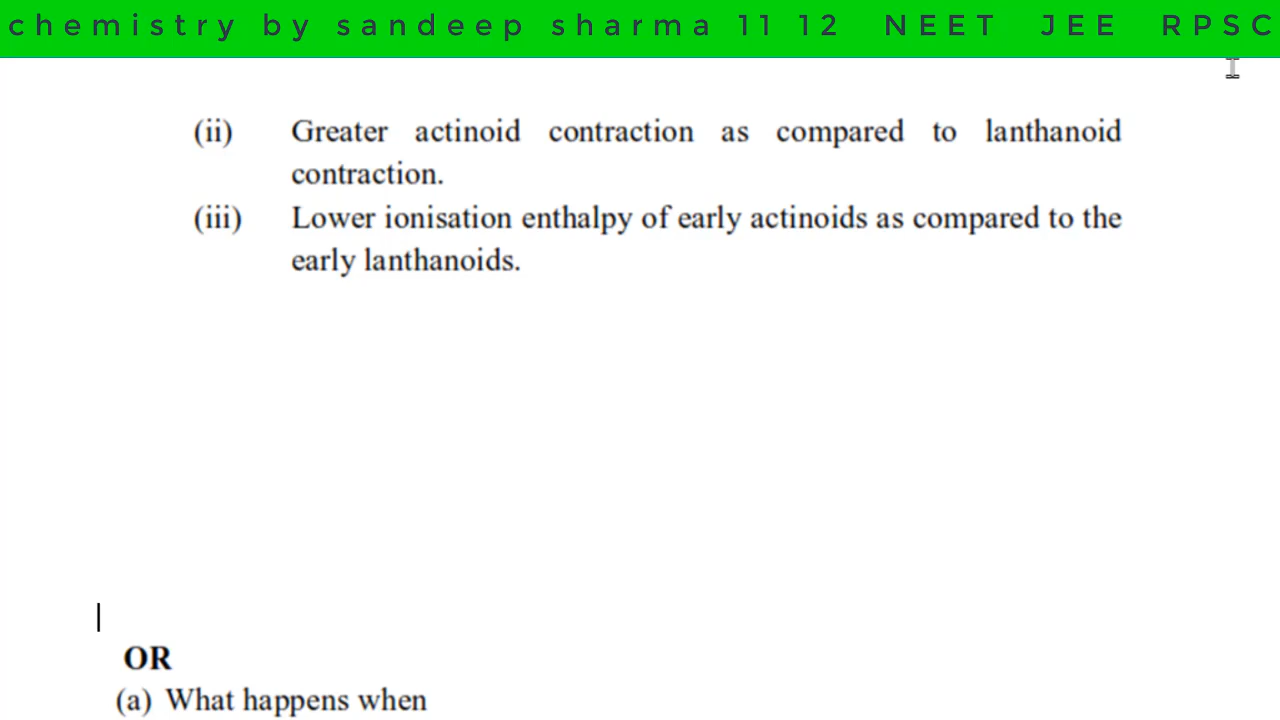 chemistry by sandeep sharma 11 12 NEET JEE RPSC
(ii) Greater actinoid contraction as compared to lanthanoid
contraction.
(iii) Lower ionisation enthalpy of early actinoids as compared to the
early lanthanoids.
OR
(a) What happens when